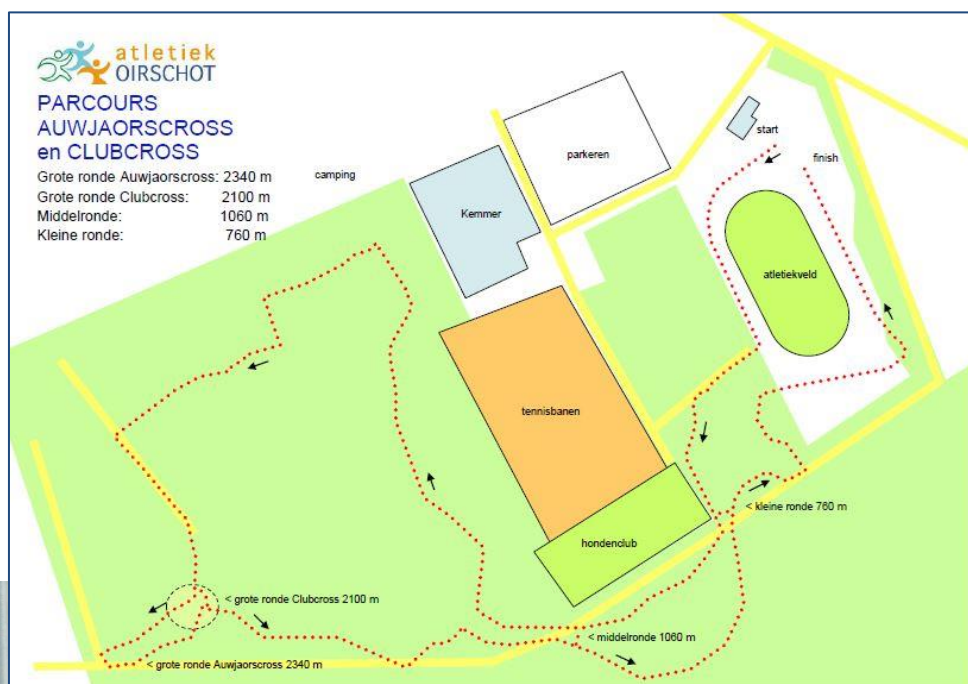 atletiek
OIRSCHOT
PARCOURS
AUWJAORSCROSS
en CLUBCROSS
Grote ronde Auwjaorscross: 2340 m
Grote ronde Clubcross: 2100 m
Middelronde: 1060 m
Kleine ronde: 760 m
camping
parkeren
start
finish
Kemmer
atletiekveld
tennisbanen
hondenclub
< kleine ronde 760 m
< grote ronde Clubcross 2100 m
< middelronde 1060 m
< grote ronde Auwjaorscross 2340 m